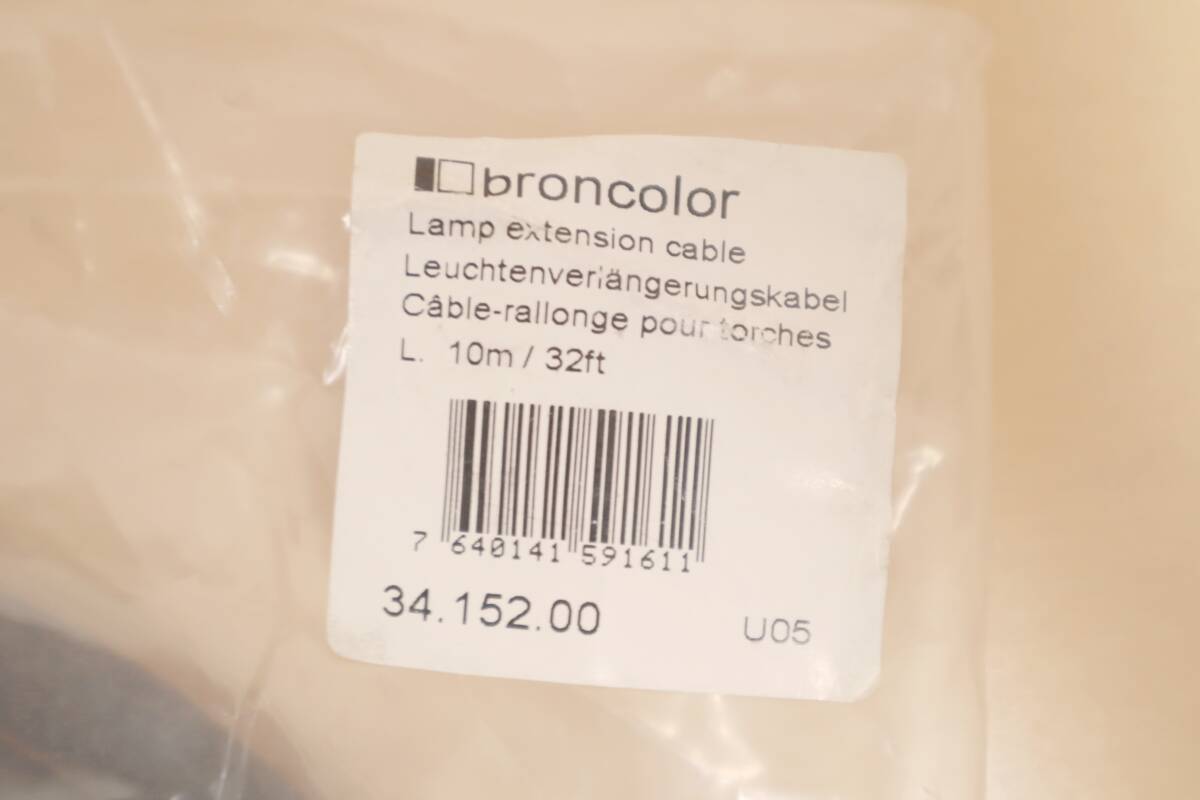 broncolor
Lamp extension cable
Leuchtenverlängerungskabel
Câble-rallonge pour torches
L. 10m / 32ft
7 640141 591611
34.152.00
U05